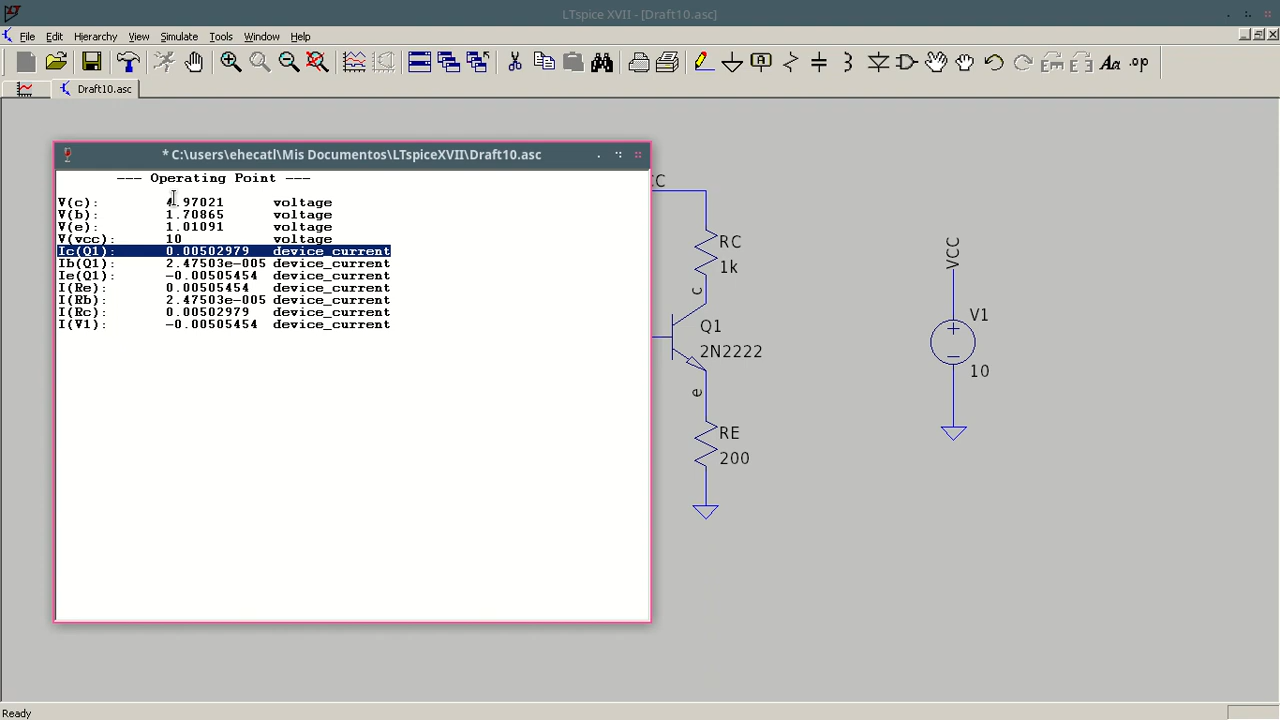 LTspice XVII - [Draft10.asc]
File Edit Hierarchy View Simulate Tools Window Help
Draft10.asc
* C:\users\ehecatl\Mis Documentos\LTspiceXVII\Draft10.asc
--- Operating Point ---
V(c): 4.97021 voltage
V(b): 1.70865 voltage
V(e): 1.01091 voltage
V(vcc): 10 voltage
Ic(Q1): 0.00502979 device_current
Ib(Q1): 2.47503e-005 device_current
Ie(Q1): -0.00505454 device_current
I(Re): 0.00505454 device_current
I(Rb): 2.47503e-005 device_current
I(Rc): 0.00502979 device_current
I(V1): -0.00505454 device_current
CC
RC
1k
c
Q1
2N2222
e
RE
200
VCC
V1
10
Aa .op
Ready